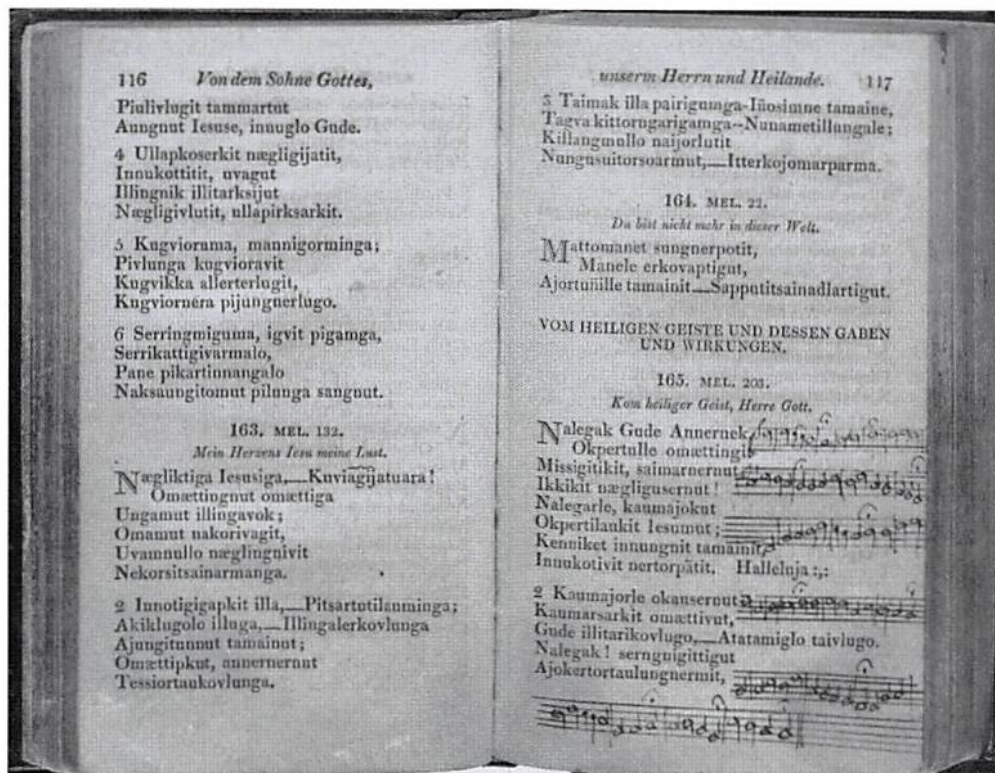 116 Von dem Sohne Gottes,
Piulivlugit tammartut
Aungnut Iesuse, innuglo Gude.
4 Ullapkoserkit nægligijatit,
Innukottitit, uvagut
Illingnik illitarksijut
Nægligivlutit, ullapirksarkit.
5 Kugviorama, mannigorminga;
Pivlunga kugvioravit
Kugvikka allerterlugit,
Kugviornéra pijungnerlugo.
6 Serringmiguma, igvit pigamga,
Serrikattigivarmalo,
Pane pikartinnangalo
Naksaungitomut pilunga sangnut.
163. MEL. 132.
Mein Herzens Iesu meine Lust.
Nægliktiga Iesusiga,—Kuviagijatuara!
Omættingnut omættiga
Ungamut illingavok;
Omamut nakorivagit,
Uvamnullo næglingnivit
Nekorsitsainarmanga.
2 Innotigigapkit illa,—Pitsartutilauminga;
Akiklugolo illuga,—Illingalerkovlunga
Ajungitunnut tamainut;
Omættipkut, annernernut
Tessiortaukovlunga.
unserm Herrn und Heilande. 117
3 Taimak illa pairigumga-Iñosimne tamaine,
Tagva kittorngarigamga--Nunametillungale;
Killangmullo naijorlutit
Nungusuitorsoarmut,—Itterkojomarparma.
164. MEL. 22.
Du bist nicht mehr in dieser Welt.
Mattomanet sungnerpotit,
Manele erkovaptigut,
Ajortuñille tamainit—Sapputitsainadlartigut.
VOM HEILIGEN GEISTE UND DESSEN GABEN
UND WIRKUNGEN.
165. MEL. 203.
Kom heiliger Geist, Herre Gott.
Nalegak Gude Annernek
Okpertullo omættingit
Missigitikit, saimarnernut
Ikkikit nægligusernut!
Nalegarle, kaumajokut
Okpertilaukit Iesumut;
Kenniket innungnit tamainit
Innukotivit nertorpätit. Halleluja:,:
2 Kaumajorle okausernut
Kaumarsarkit omættivut,
Gude illitarikovlugo,—Atatamiglo taivlugo.
Nalegak! sernguigittigut
Ajokertortaulungnermit,